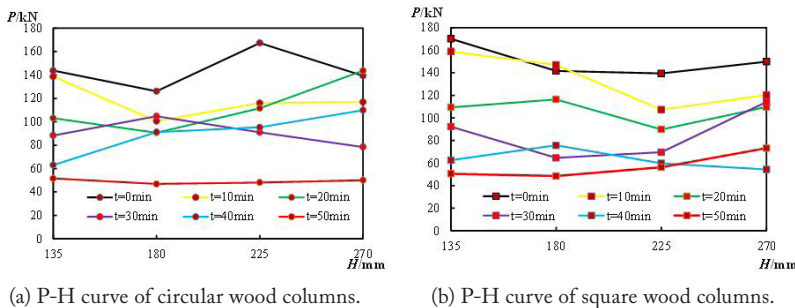 P/kN
180
160
140
120
100
80
60
40
20
0
t=0min t=10min t=20min
t=30min t=40min t=50min
135 180 225 270
H/mm
(a) P-H curve of circular wood columns.
P/kN
180
160
140
120
100
80
60
40
20
0
t=0min t=10min t=20min
t=30min t=40min t=50min
135 180 225 270
H/mm
(b) P-H curve of square wood columns.